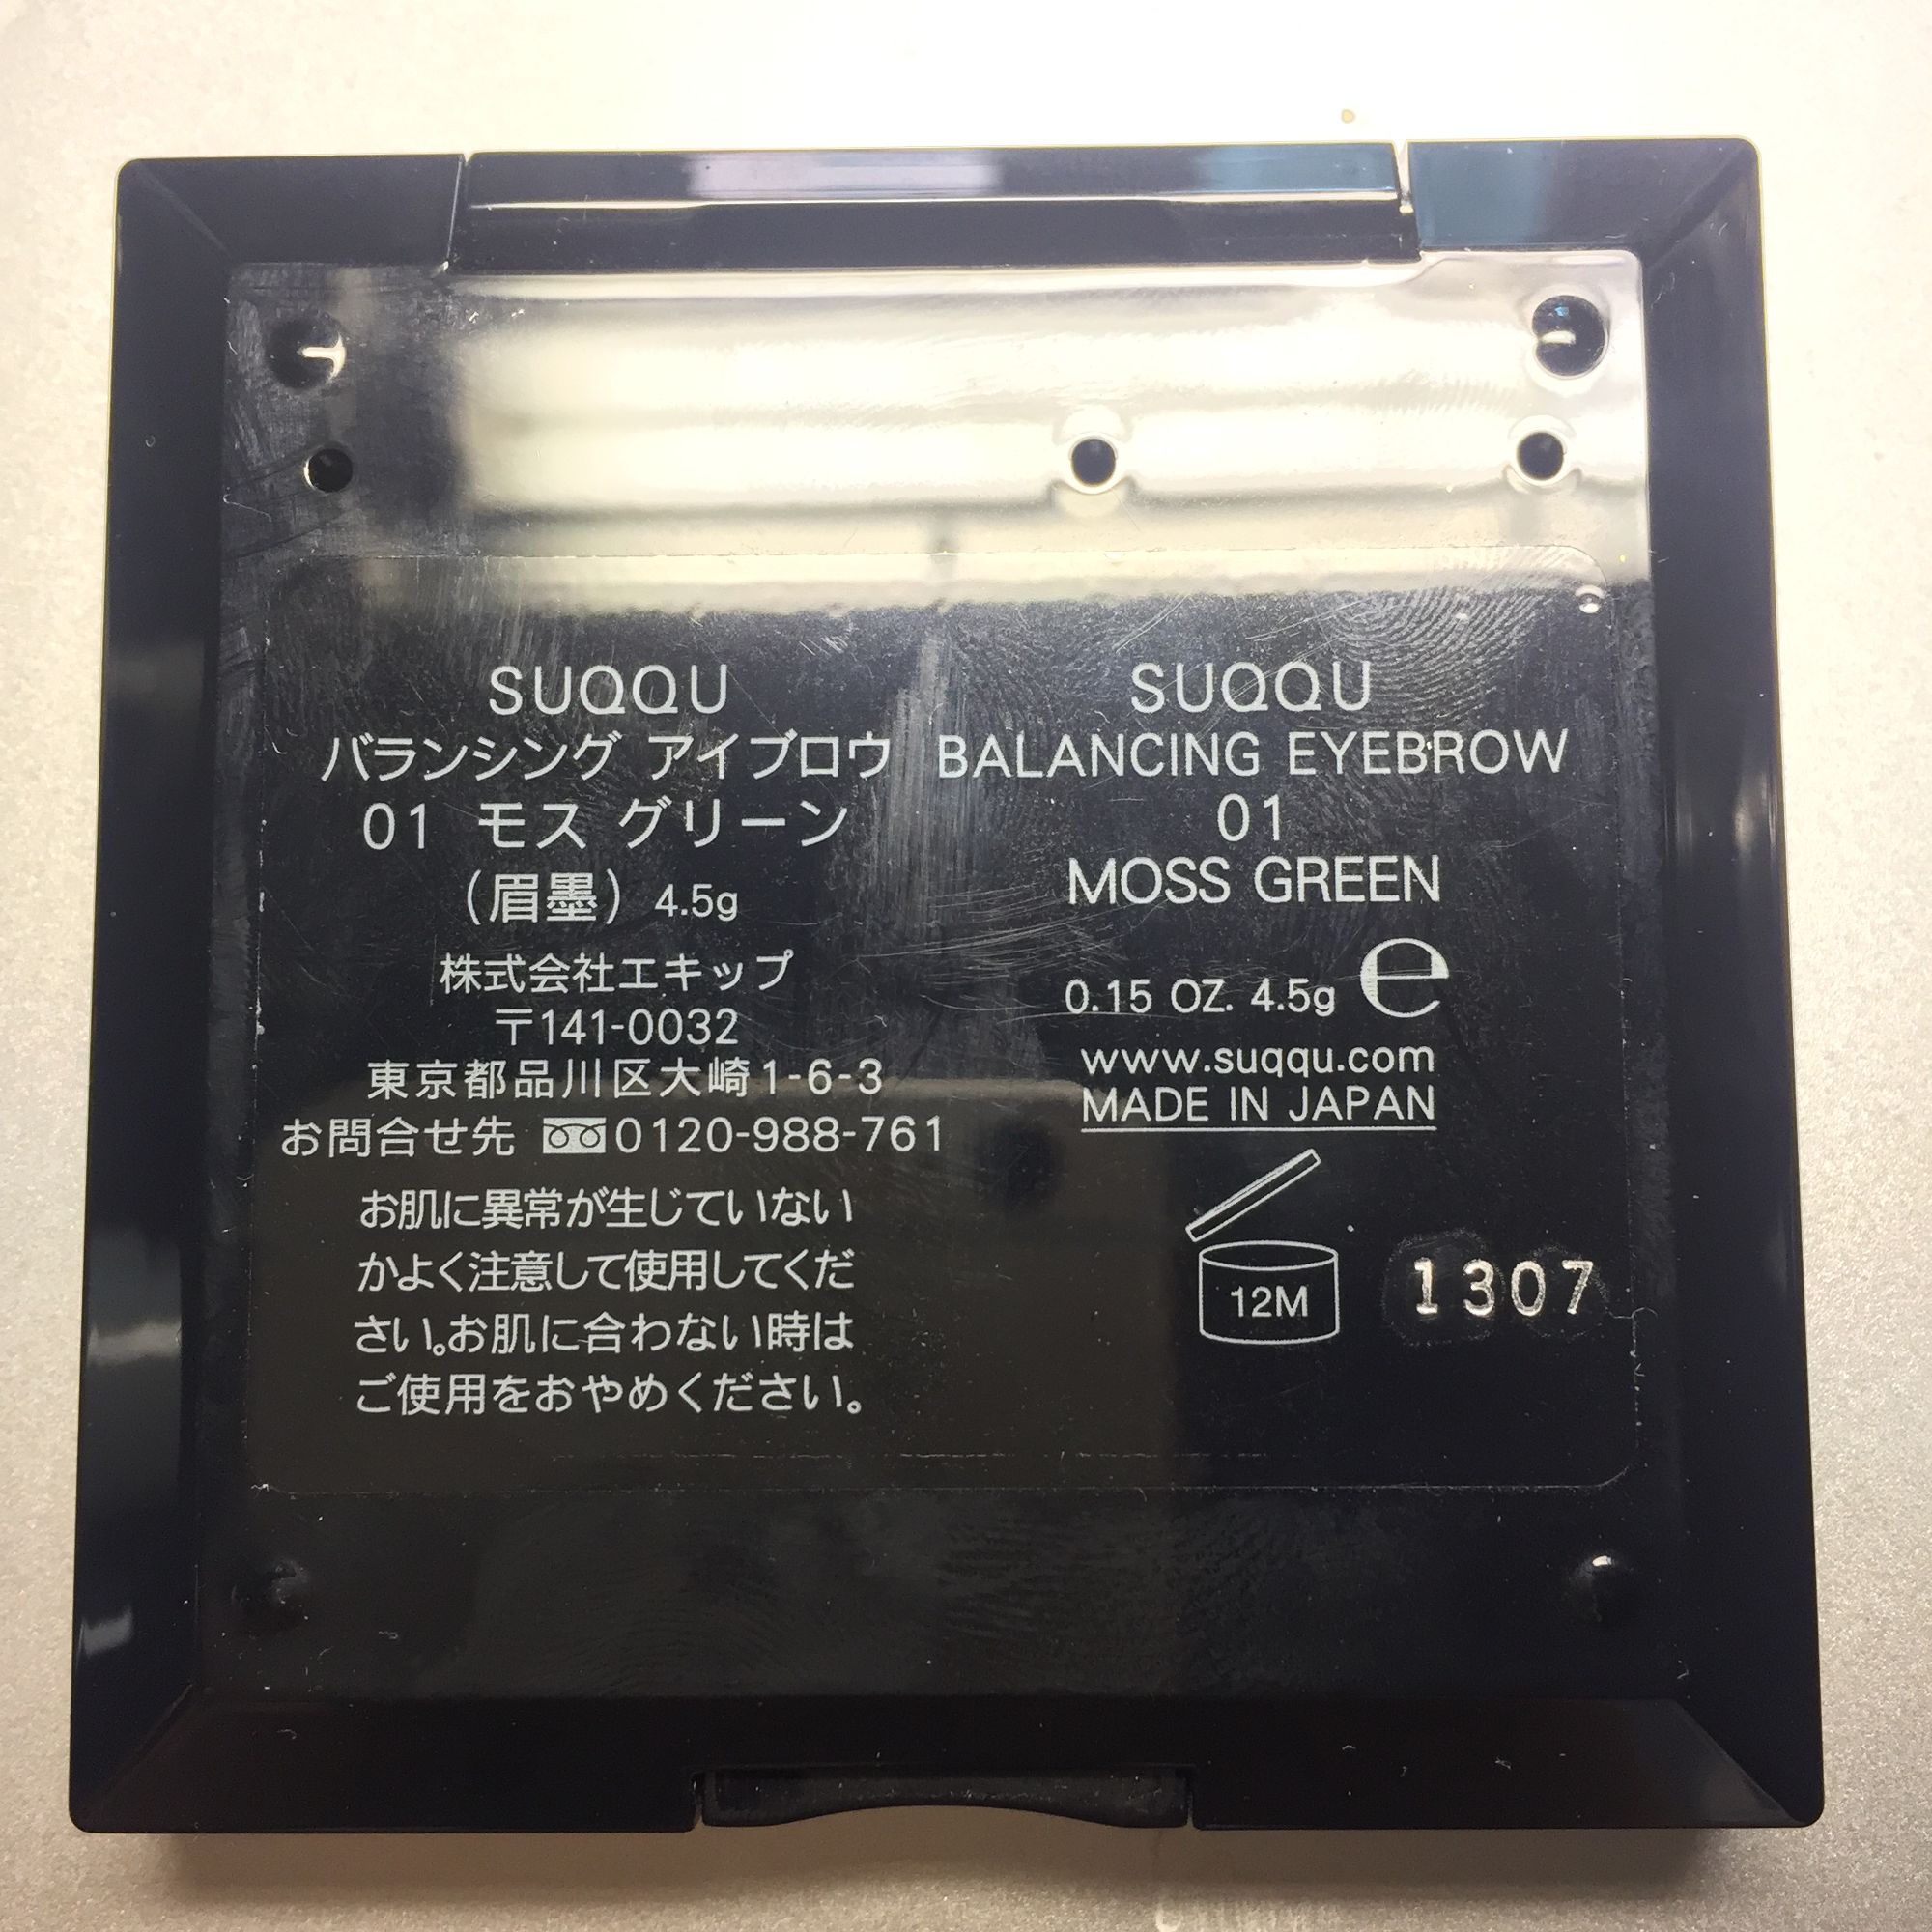 SUQQU
バランシング アイブロウ
01 モス グリーン
(眉墨) 4.5g
株式会社エキップ
〒141-0032
東京都品川区大崎1-6-3
お問合せ先 0120-988-761
お肌に異常が生じていない
かよく注意して使用してくだ
さい。お肌に合わない時は
ご使用をおやめください。
SUQQU
BALANCING EYEBROW
01
MOSS GREEN
0.15 OZ. 4.5g e
www.suqqu.com
MADE IN JAPAN
12M
1307